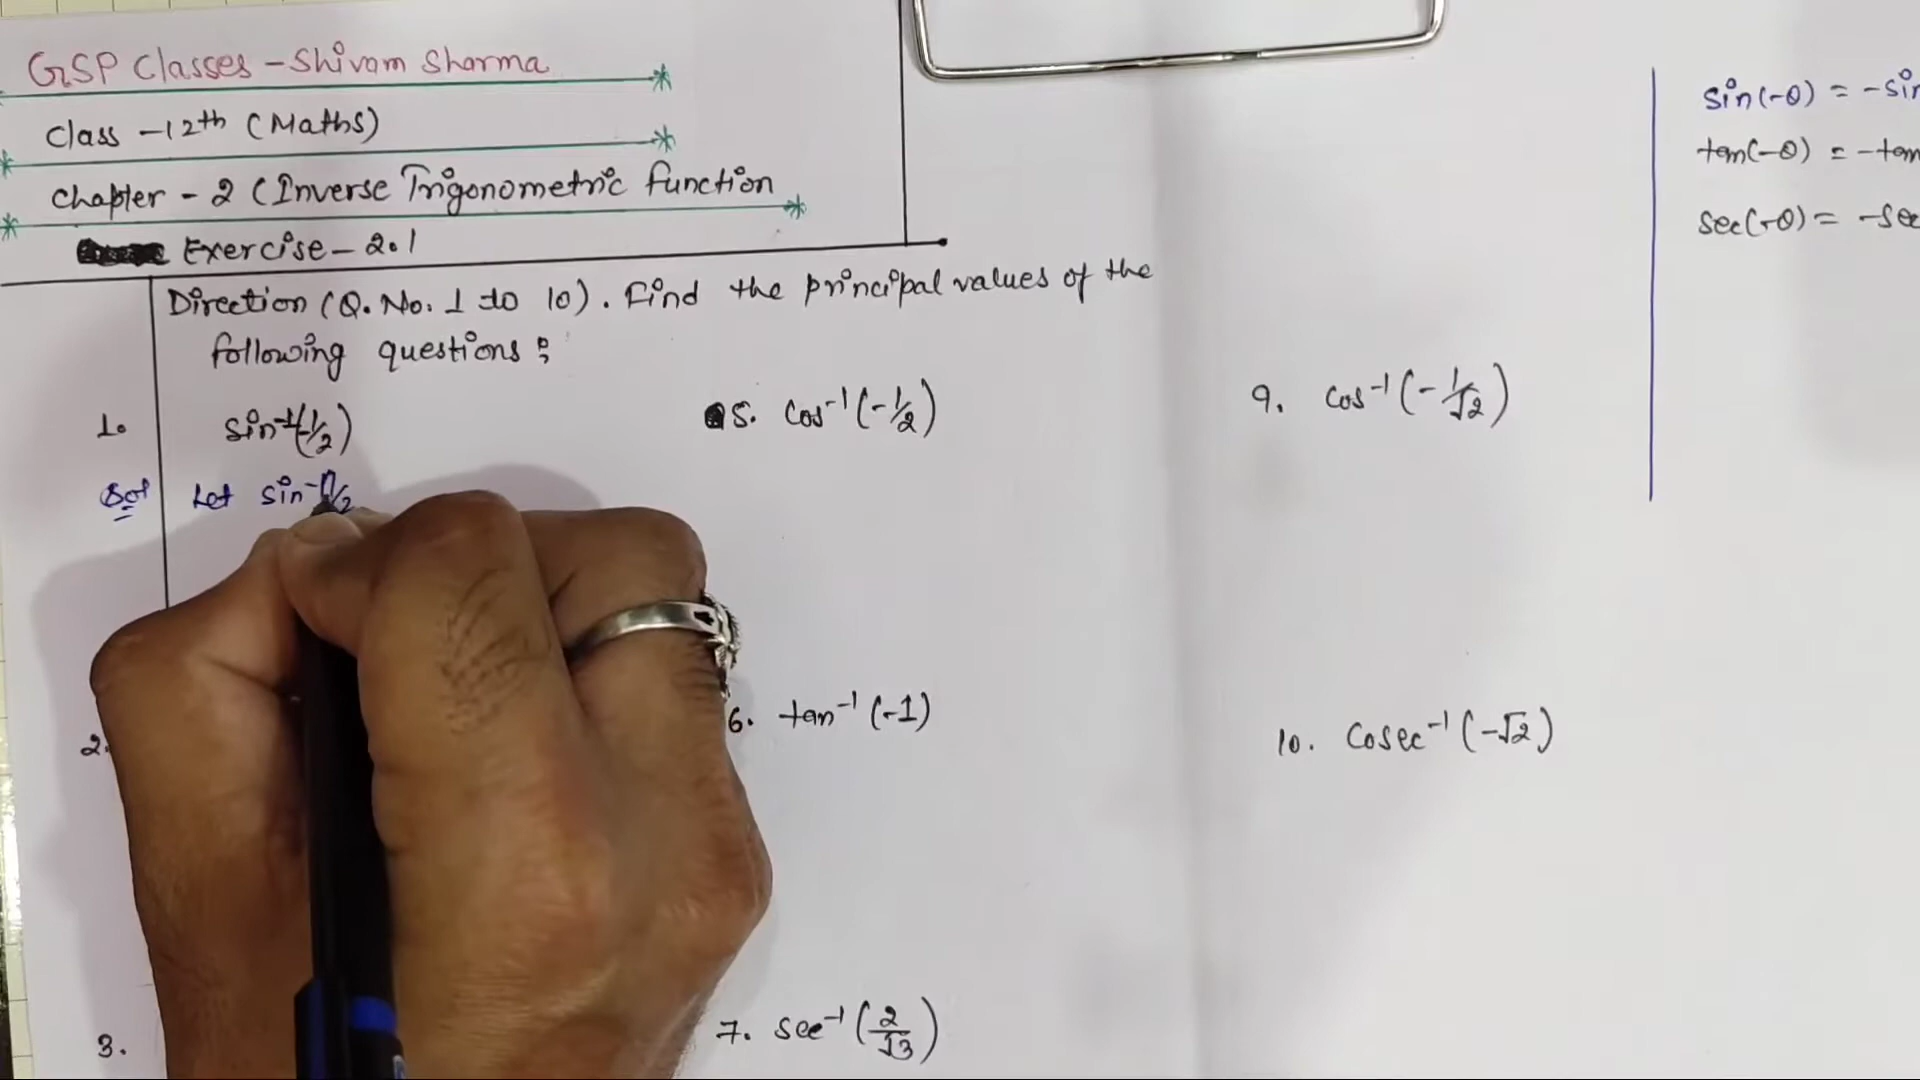 GSP Classes - Shivam Sharma
Class - 12th (Maths)
Chapter - 2 (Inverse Trigonometric function
Exercise - 2.1
Direction (Q. No. 1 to 10). Find the principal values of the
following questions :
1. sin⁻¹(-1/2)
Sol Let sin⁻¹
2.
3.
5. Cos⁻¹(-1/2)
6. tan⁻¹(-1)
7. sec⁻¹(2/√3)
9. Cos⁻¹(-1/√2)
10. Cosec⁻¹(-√2)
sin(-θ) = -sin
tan(-θ) = -tan
sec(-θ) = -sec